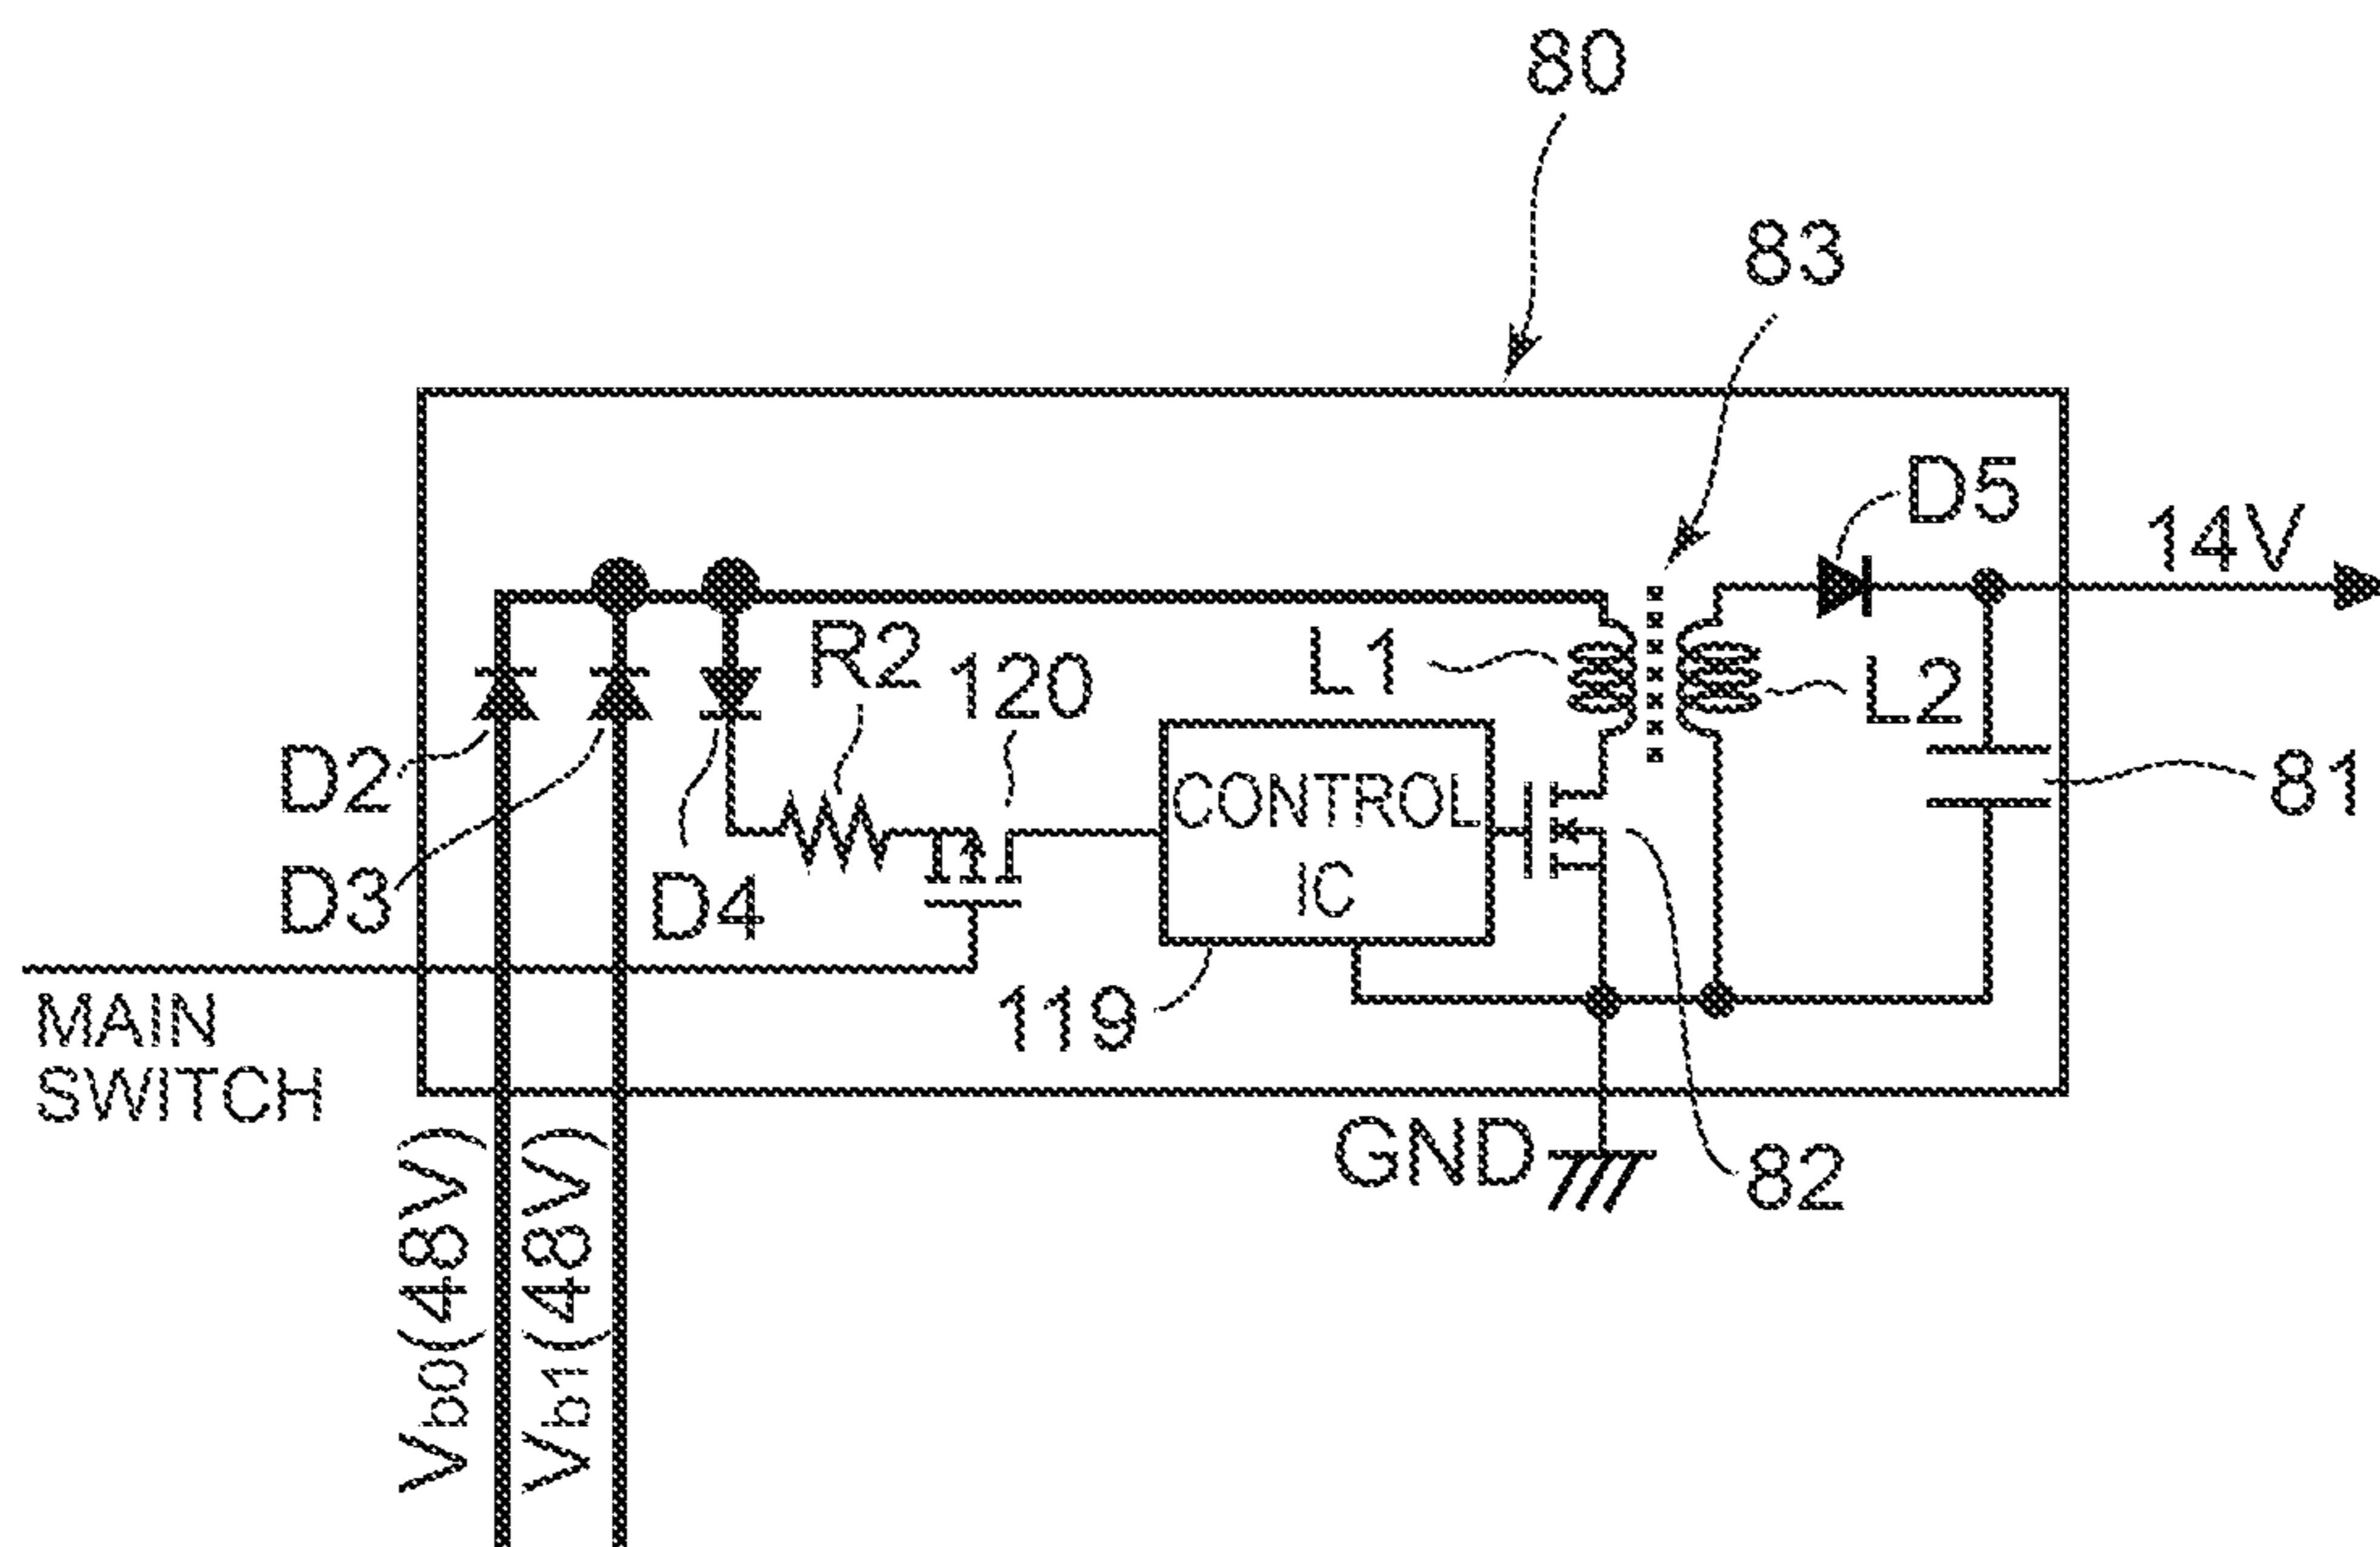 80
83
D5
14V
R2
120
L1
L2
D2
CONTROL
IC
81
D3
D4
MAIN
SWITCH
119
GND
82
Vb0(48V)
Vb1(48V)